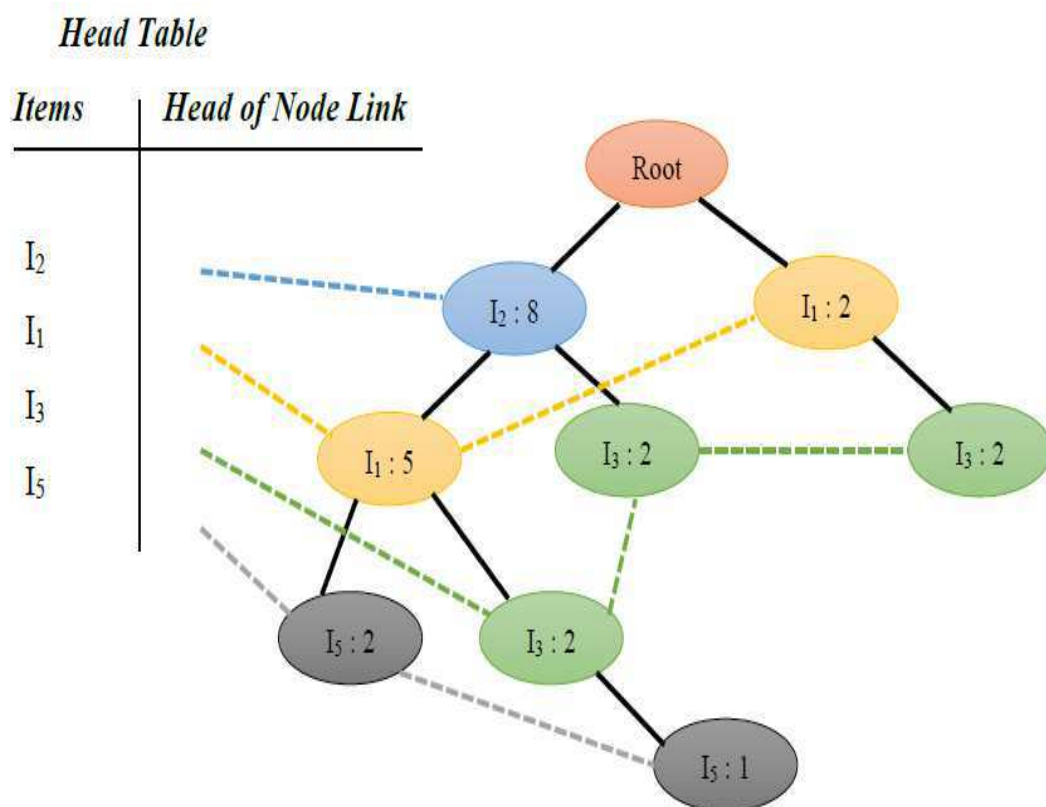 Head Table
Items Head of Node Link
Root
I₂
I₂ : 8
I₁ : 2
I₁
I₃
I₁ : 5
I₃ : 2
I₃ : 2
I₅
I₅ : 2
I₃ : 2
I₅ : 1